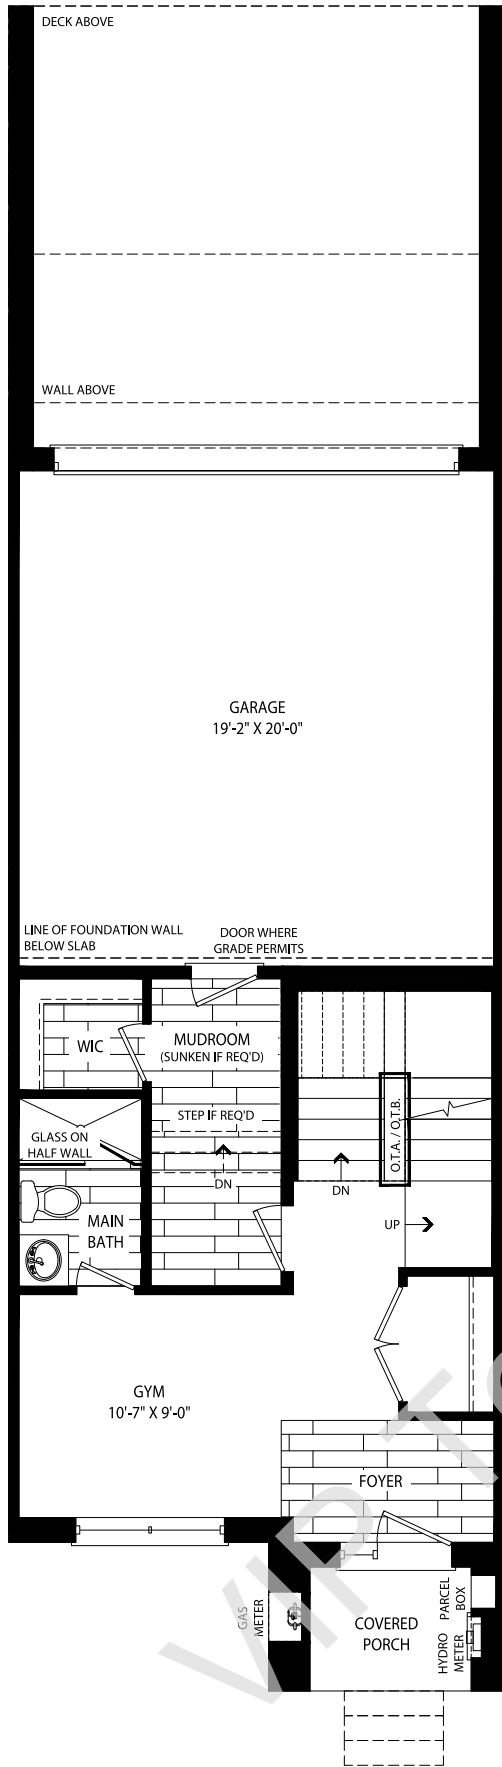 DECK ABOVE
WALL ABOVE
GARAGE
19'-2" X 20'-0"
LINE OF FOUNDATION WALL
BELOW SLAB
DOOR WHERE
GRADE PERMITS
WIC
MUDROOM
(SUNKEN IF REQ'D)
STEP IF REQ'D
DN
GLASS ON
HALF WALL
MAIN
BATH
O.T.A. / O.T.B.
DN
UP
GYM
10'-7" X 9'-0"
FOYER
GAS
METER
COVERED
PORCH
PARCEL
BOX
HYDRO
METER
VIP